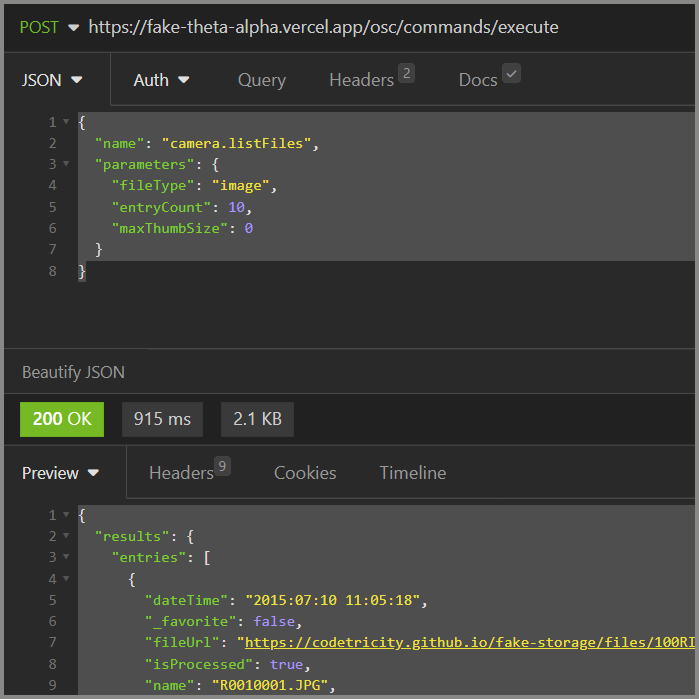 POST https://fake-theta-alpha.vercel.app/osc/commands/execute
JSON Auth Query Headers 2 Docs
1 {
2 "name": "camera.listFiles",
3 "parameters": {
4 "fileType": "image",
5 "entryCount": 10,
6 "maxThumbSize": 0
7 }
8 }
Beautify JSON
200 OK 915 ms 2.1 KB
Preview Headers 9 Cookies Timeline
1 {
2 "results": {
3 "entries": [
4 {
5 "dateTime": "2015:07:10 11:05:18",
6 "_favorite": false,
7 "fileUrl": "https://codetricity.github.io/fake-storage/files/100RI
8 "isProcessed": true,
9 "name": "R0010001.JPG",